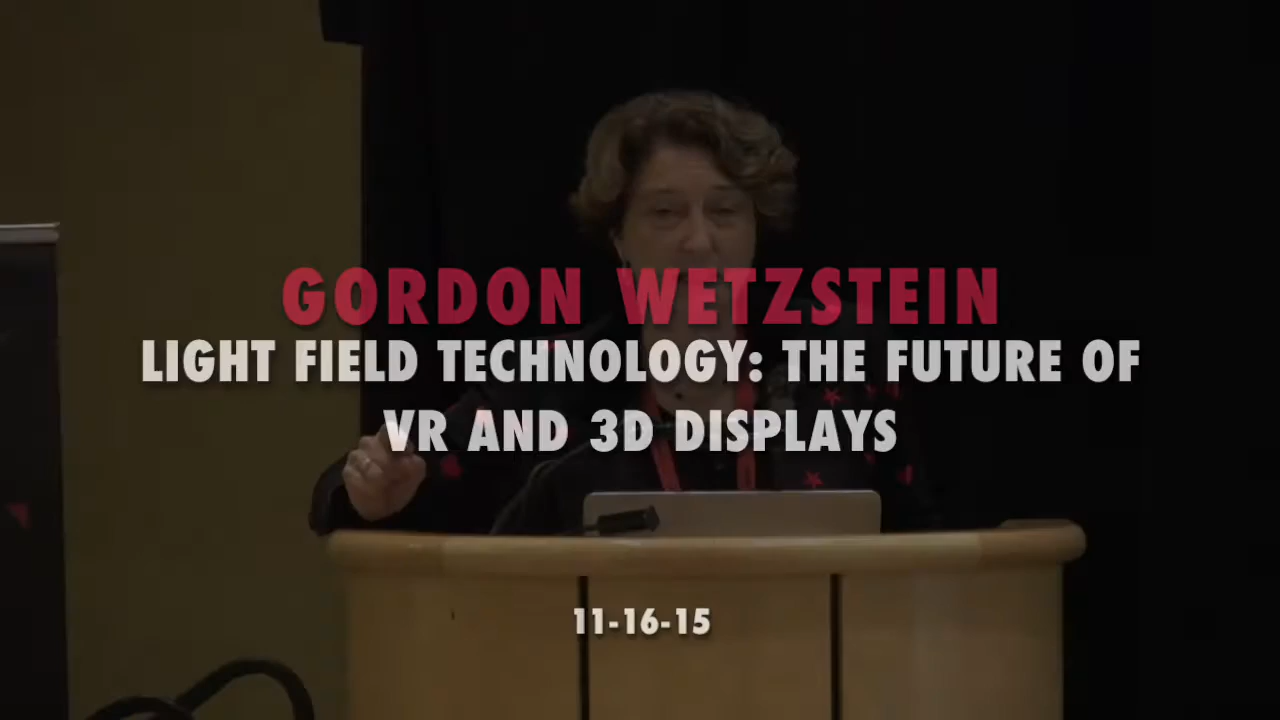 GORDON WETZSTEIN
LIGHT FIELD TECHNOLOGY: THE FUTURE OF
VR AND 3D DISPLAYS
11-16-15